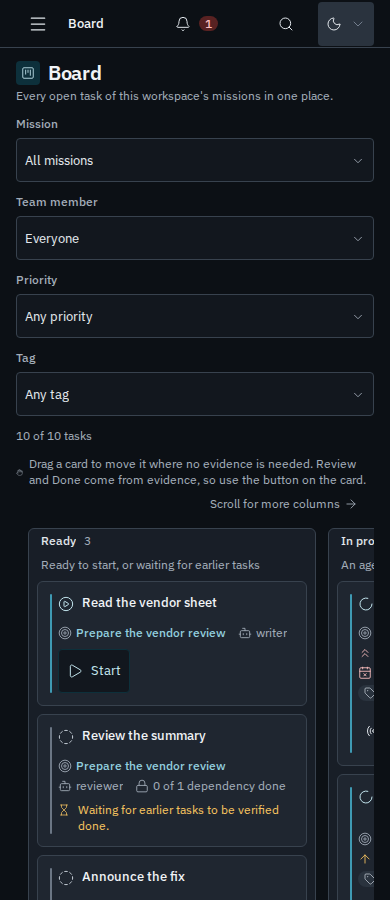 Board
1
Board
Every open task of this workspace's missions in one place.
Mission
All missions
Team member
Everyone
Priority
Any priority
Tag
Any tag
10 of 10 tasks
Drag a card to move it where no evidence is needed. Review
and Done come from evidence, so use the button on the card.
Scroll for more columns
Ready 3
Ready to start, or waiting for earlier tasks
Read the vendor sheet
Prepare the vendor review writer
Start
Review the summary
Prepare the vendor review
reviewer 0 of 1 dependency done
Waiting for earlier tasks to be verified
done.
Announce the fix
In pro
An age